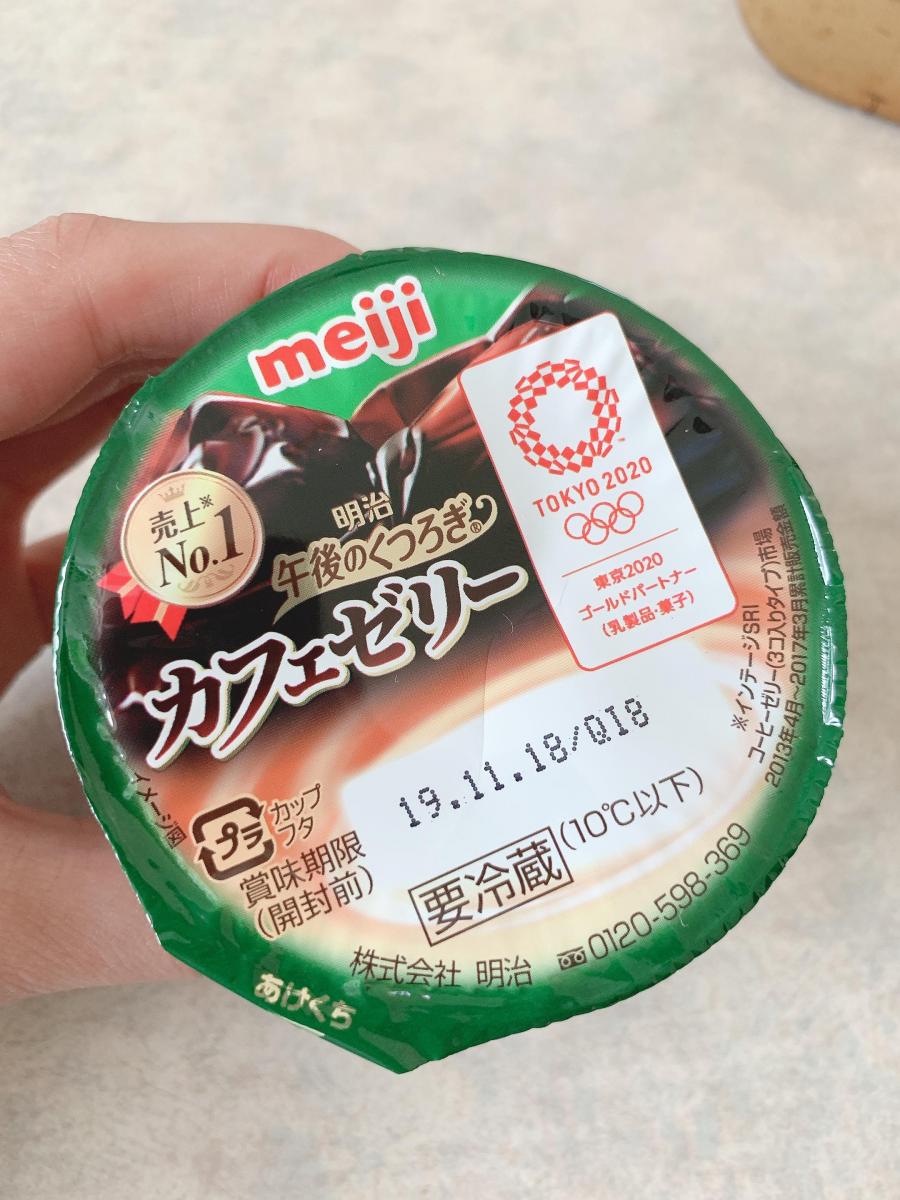 meiji
売上※
No.1
明治
午後のくつろぎ®
カフェゼリー
TOKYO 2020
東京2020
ゴールドパートナー
(乳製品・菓子)
※インテージSRI
コーヒーゼリー(3コ入りタイプ)市場
2013年4月～2017年3月累計販売金額
イメージ図
19.11.18/QI8
プラ
カップ
フタ
賞味期限
(開封前)
要冷蔵(10℃以下)
株式会社 明治 0120-598-369
あけくち